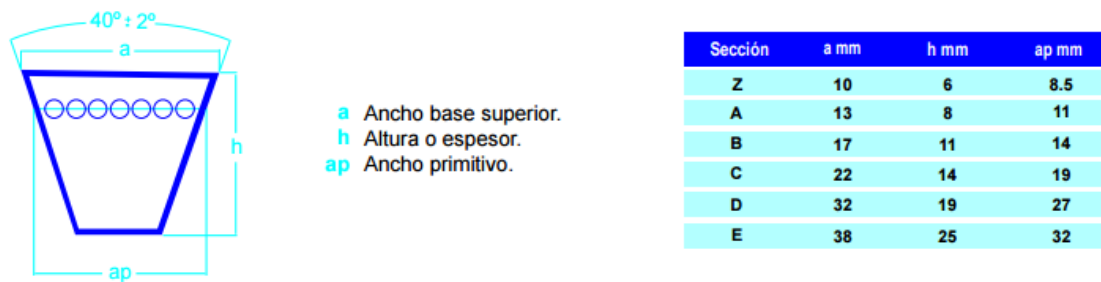 40º : 2º
a
h
ap
a Ancho base superior.
h Altura o espesor.
ap Ancho primitivo.
Sección a mm h mm ap mm
Z 10 6 8.5
A 13 8 11
B 17 11 14
C 22 14 19
D 32 19 27
E 38 25 32